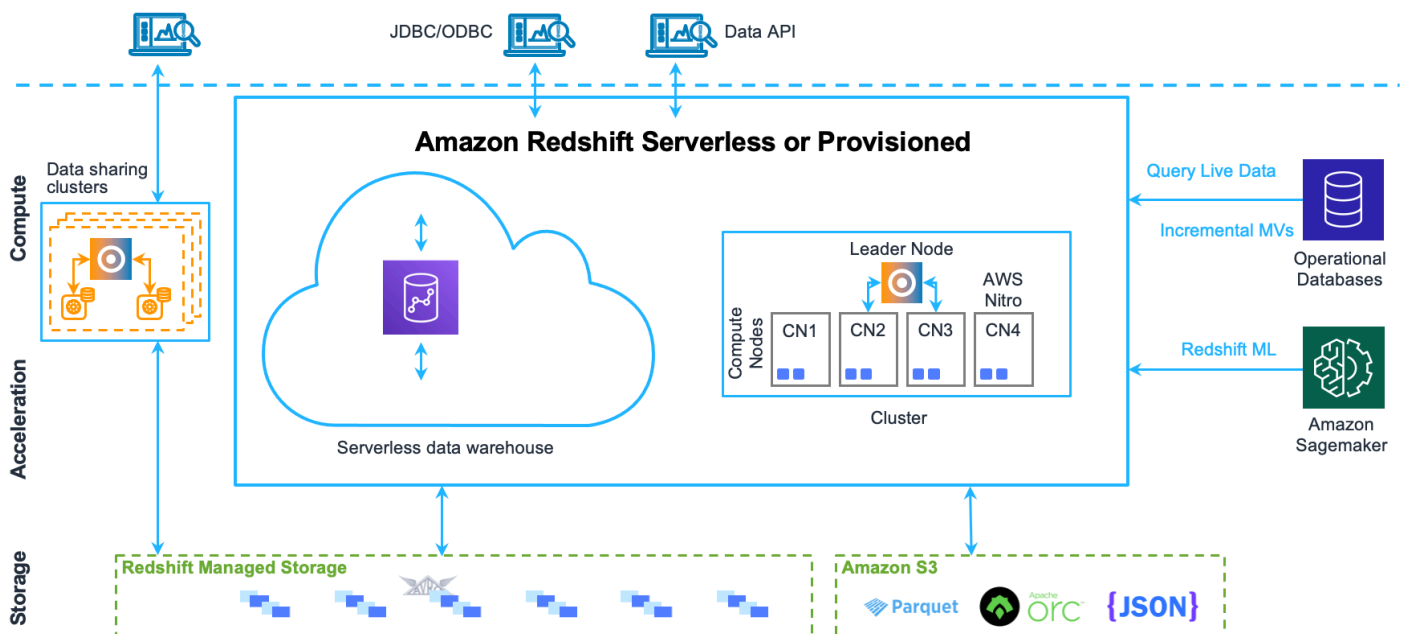 JDBC/ODBC
Data API
Amazon Redshift Serverless or Provisioned
Compute
Data sharing
clusters
Query Live Data
Incremental MVs
Operational
Databases
Leader Node
AWS
Nitro
Compute
Nodes
CN1
CN2
CN3
CN4
Cluster
Redshift ML
Amazon
Sagemaker
Acceleration
Serverless data warehouse
Storage
Redshift Managed Storage
AVRO
Amazon S3
Parquet
Apache
orc
{JSON}